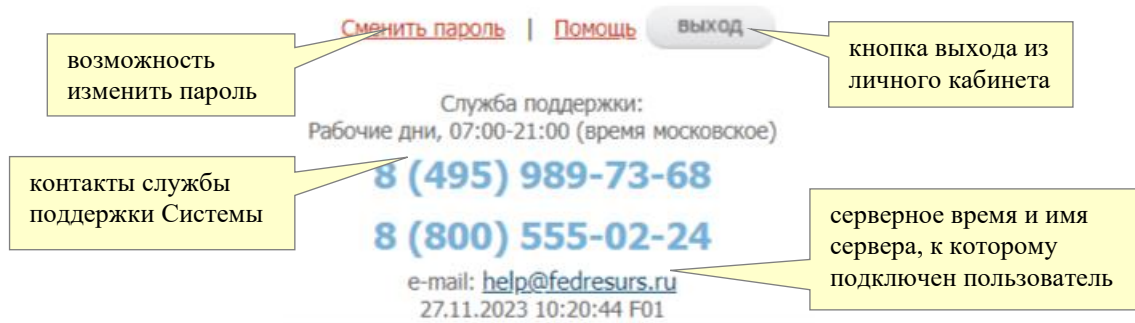 Сменить пароль | Помощь выход
возможность
изменить пароль
кнопка выхода из
личного кабинета
Служба поддержки:
Рабочие дни, 07:00-21:00 (время московское)
8 (495) 989-73-68
контакты службы
поддержки Системы
8 (800) 555-02-24
серверное время и имя
сервера, к которому
подключен пользователь
e-mail: help@fedresurs.ru
27.11.2023 10:20:44 F01